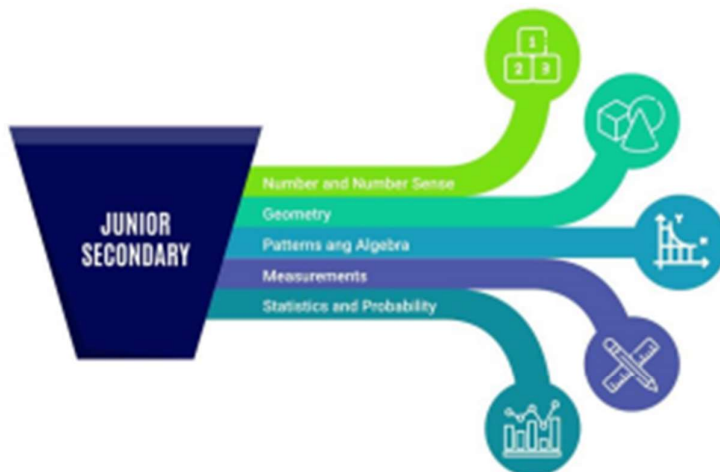 JUNIOR
SECONDARY
Number and Number Sense
Geometry
Patterns ang Algebra
Measurements
Statistics and Probability
1
2 3
Y